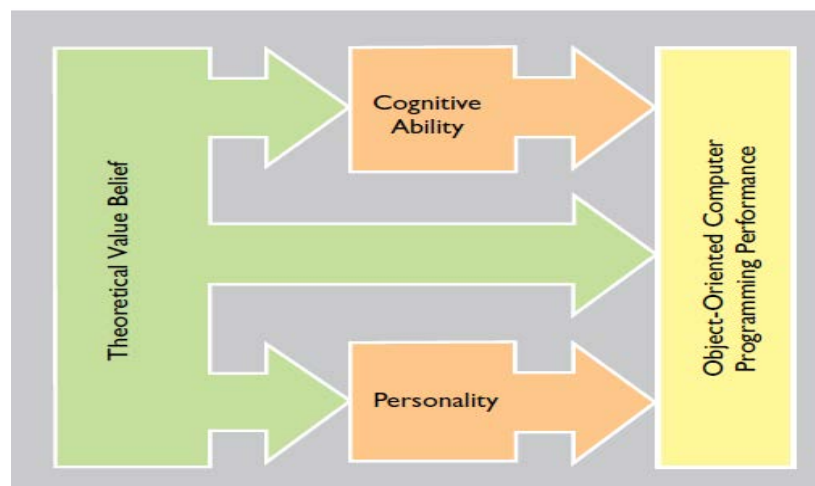 Theoretical Value Belief
Cognitive
Ability
Personality
Object-Oriented Computer
Programming Performance